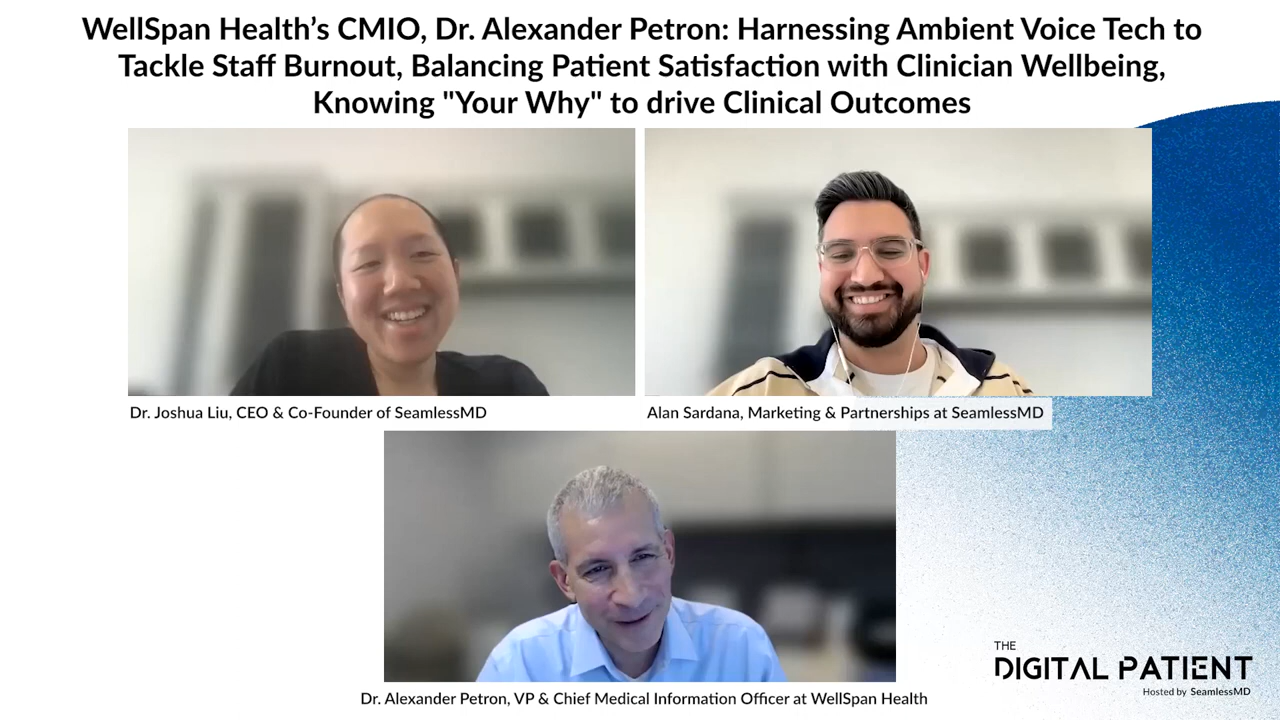 WellSpan Health’s CMIO, Dr. Alexander Petron: Harnessing Ambient Voice Tech to
Tackle Staff Burnout, Balancing Patient Satisfaction with Clinician Wellbeing,
Knowing "Your Why" to drive Clinical Outcomes
Dr. Joshua Liu, CEO & Co-Founder of SeamlessMD
Alan Sardana, Marketing & Partnerships at SeamlessMD
Dr. Alexander Petron, VP & Chief Medical Information Officer at WellSpan Health
THE
DIGITAL PATIENT
Hosted by SeamlessMD